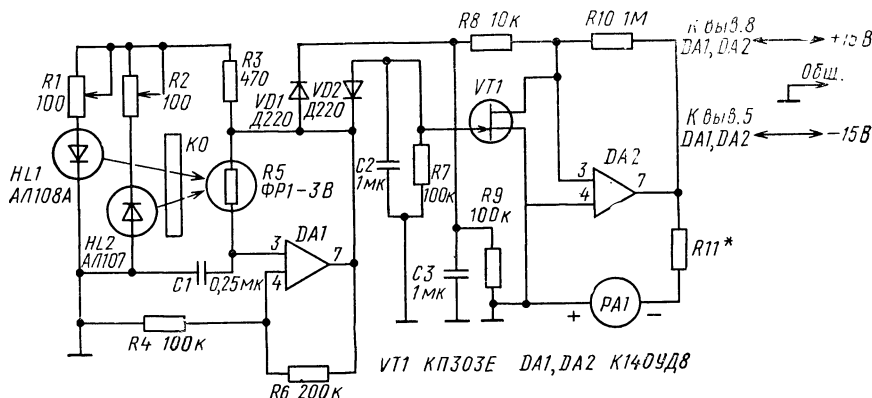 R1
100
R2
100
R3
470
HL1
АЛ108А
HL2
АЛ107
КО
R5
ФР1-3В
VD1
Д220
VD2
Д220
C1
0,25мк
R4 100к
R6 200к
DA1
3
4
7
C2
1мк
R7
100к
R8 10к
VT1
C3
1мк
R9
100к
R10 1М
DA2
3
4
7
R11*
+
PA1
–
К выв.8
DA1, DA2
+15В
Общ.
К выв.5
DA1, DA2
–15В
VT1 КП303Е DA1, DA2 К140УД8